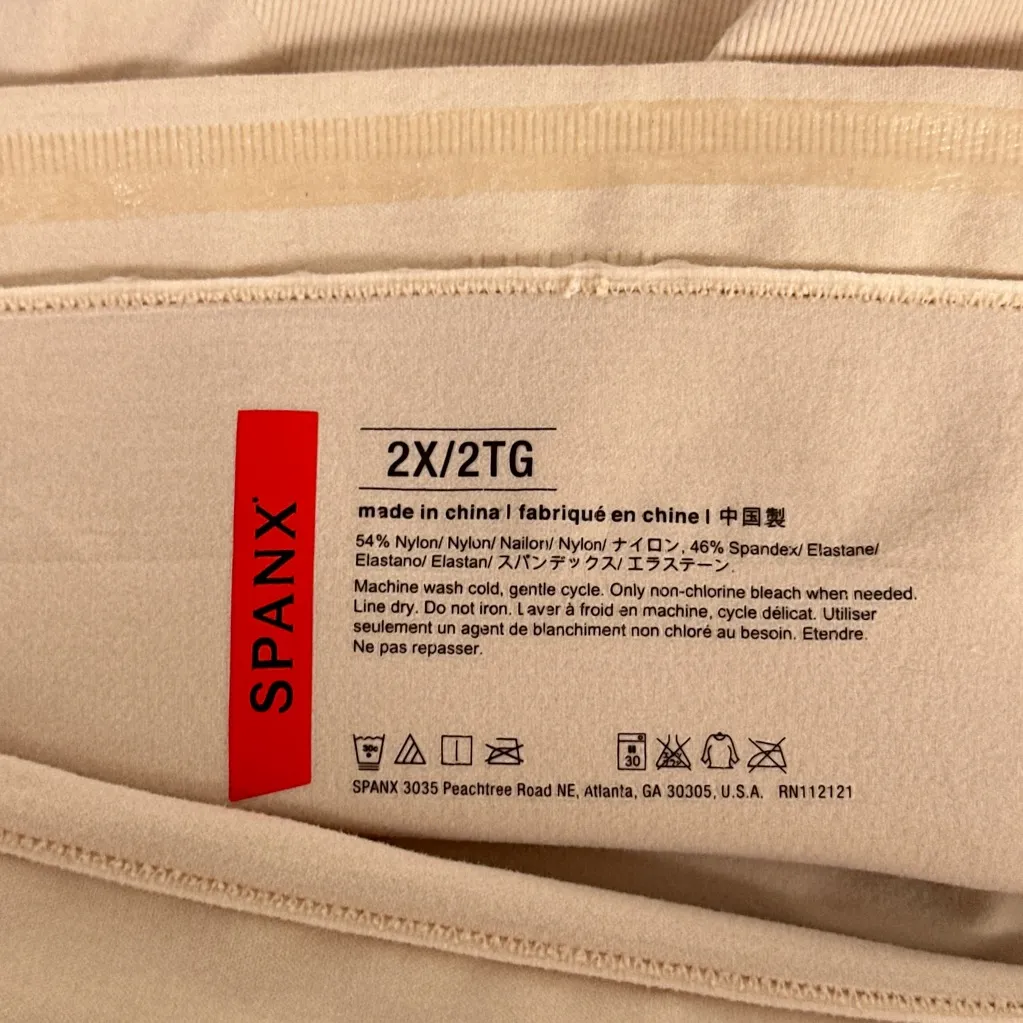 SPANX
2X/2TG
made in china | fabriqué en chine | 中国製
54% Nylon/ Nylon/ Nailon/ Nylon/ ナイロン, 46% Spandex/ Elastane/
Elastano/ Elastan/ スパンデックス/ エラステーン.
Machine wash cold, gentle cycle. Only non-chlorine bleach when needed.
Line dry. Do not iron. Laver à froid en machine, cycle délicat. Utiliser
seulement un agent de blanchiment non chloré au besoin. Etendre.
Ne pas repasser.
30c 30
SPANX 3035 Peachtree Road NE, Atlanta, GA 30305, U.S.A. RN112121